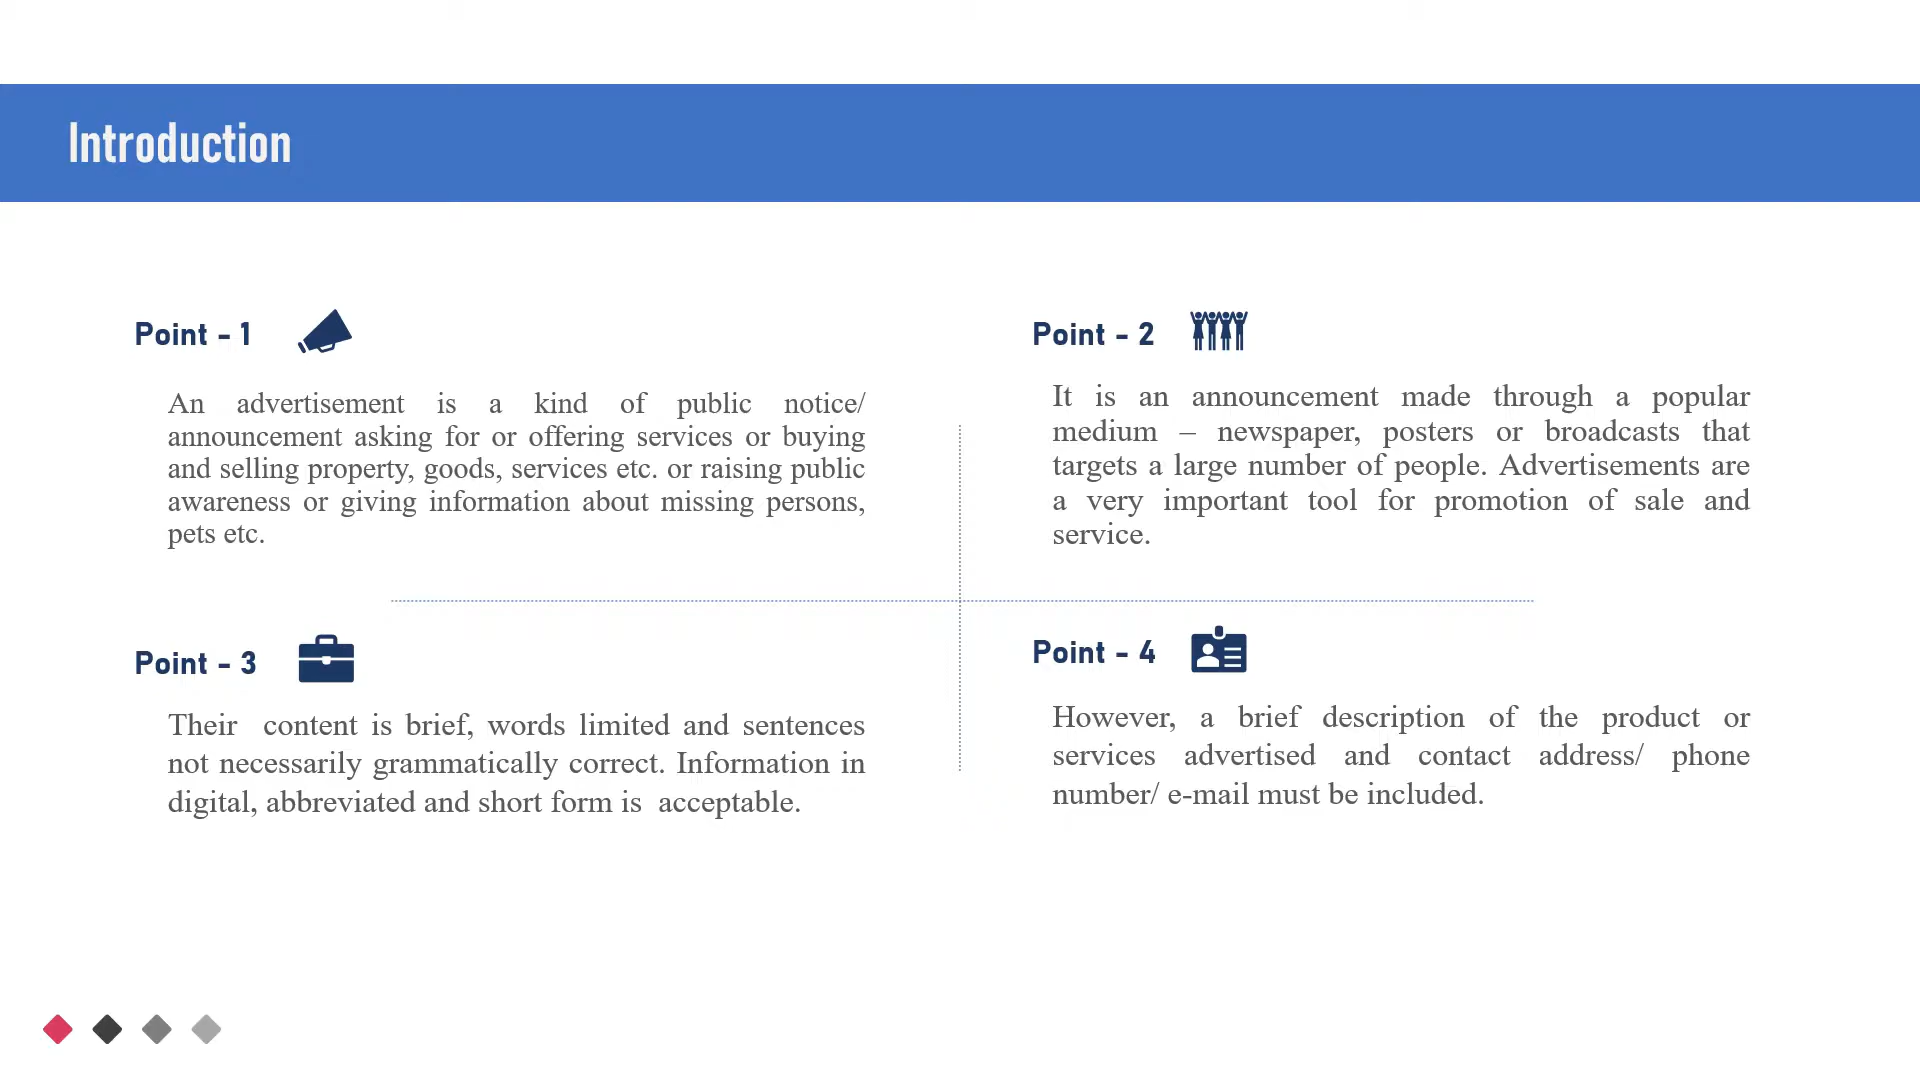 Introduction
Point - 1
An advertisement is a kind of public notice/
announcement asking for or offering services or buying
and selling property, goods, services etc. or raising public
awareness or giving information about missing persons,
pets etc.
Point - 2
It is an announcement made through a popular
medium – newspaper, posters or broadcasts that
targets a large number of people. Advertisements are
a very important tool for promotion of sale and
service.
Point - 3
Their content is brief, words limited and sentences
not necessarily grammatically correct. Information in
digital, abbreviated and short form is acceptable.
Point - 4
However, a brief description of the product or
services advertised and contact address/ phone
number/ e-mail must be included.